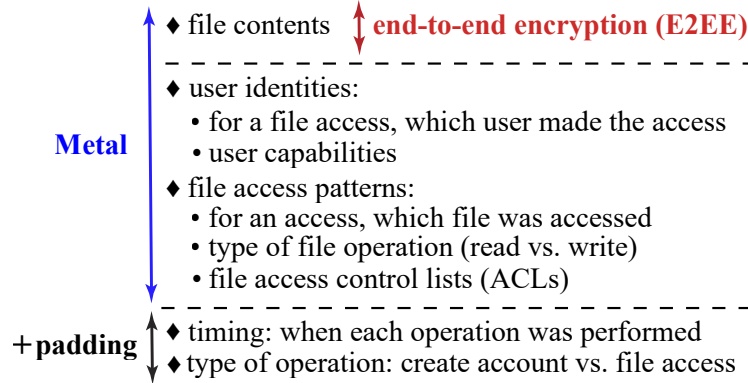 ♦ file contents end-to-end encryption (E2EE)
♦ user identities:
• for a file access, which user made the access
Metal
• user capabilities
♦ file access patterns:
• for an access, which file was accessed
• type of file operation (read vs. write)
• file access control lists (ACLs)
♦ timing: when each operation was performed
+padding
♦ type of operation: create account vs. file access